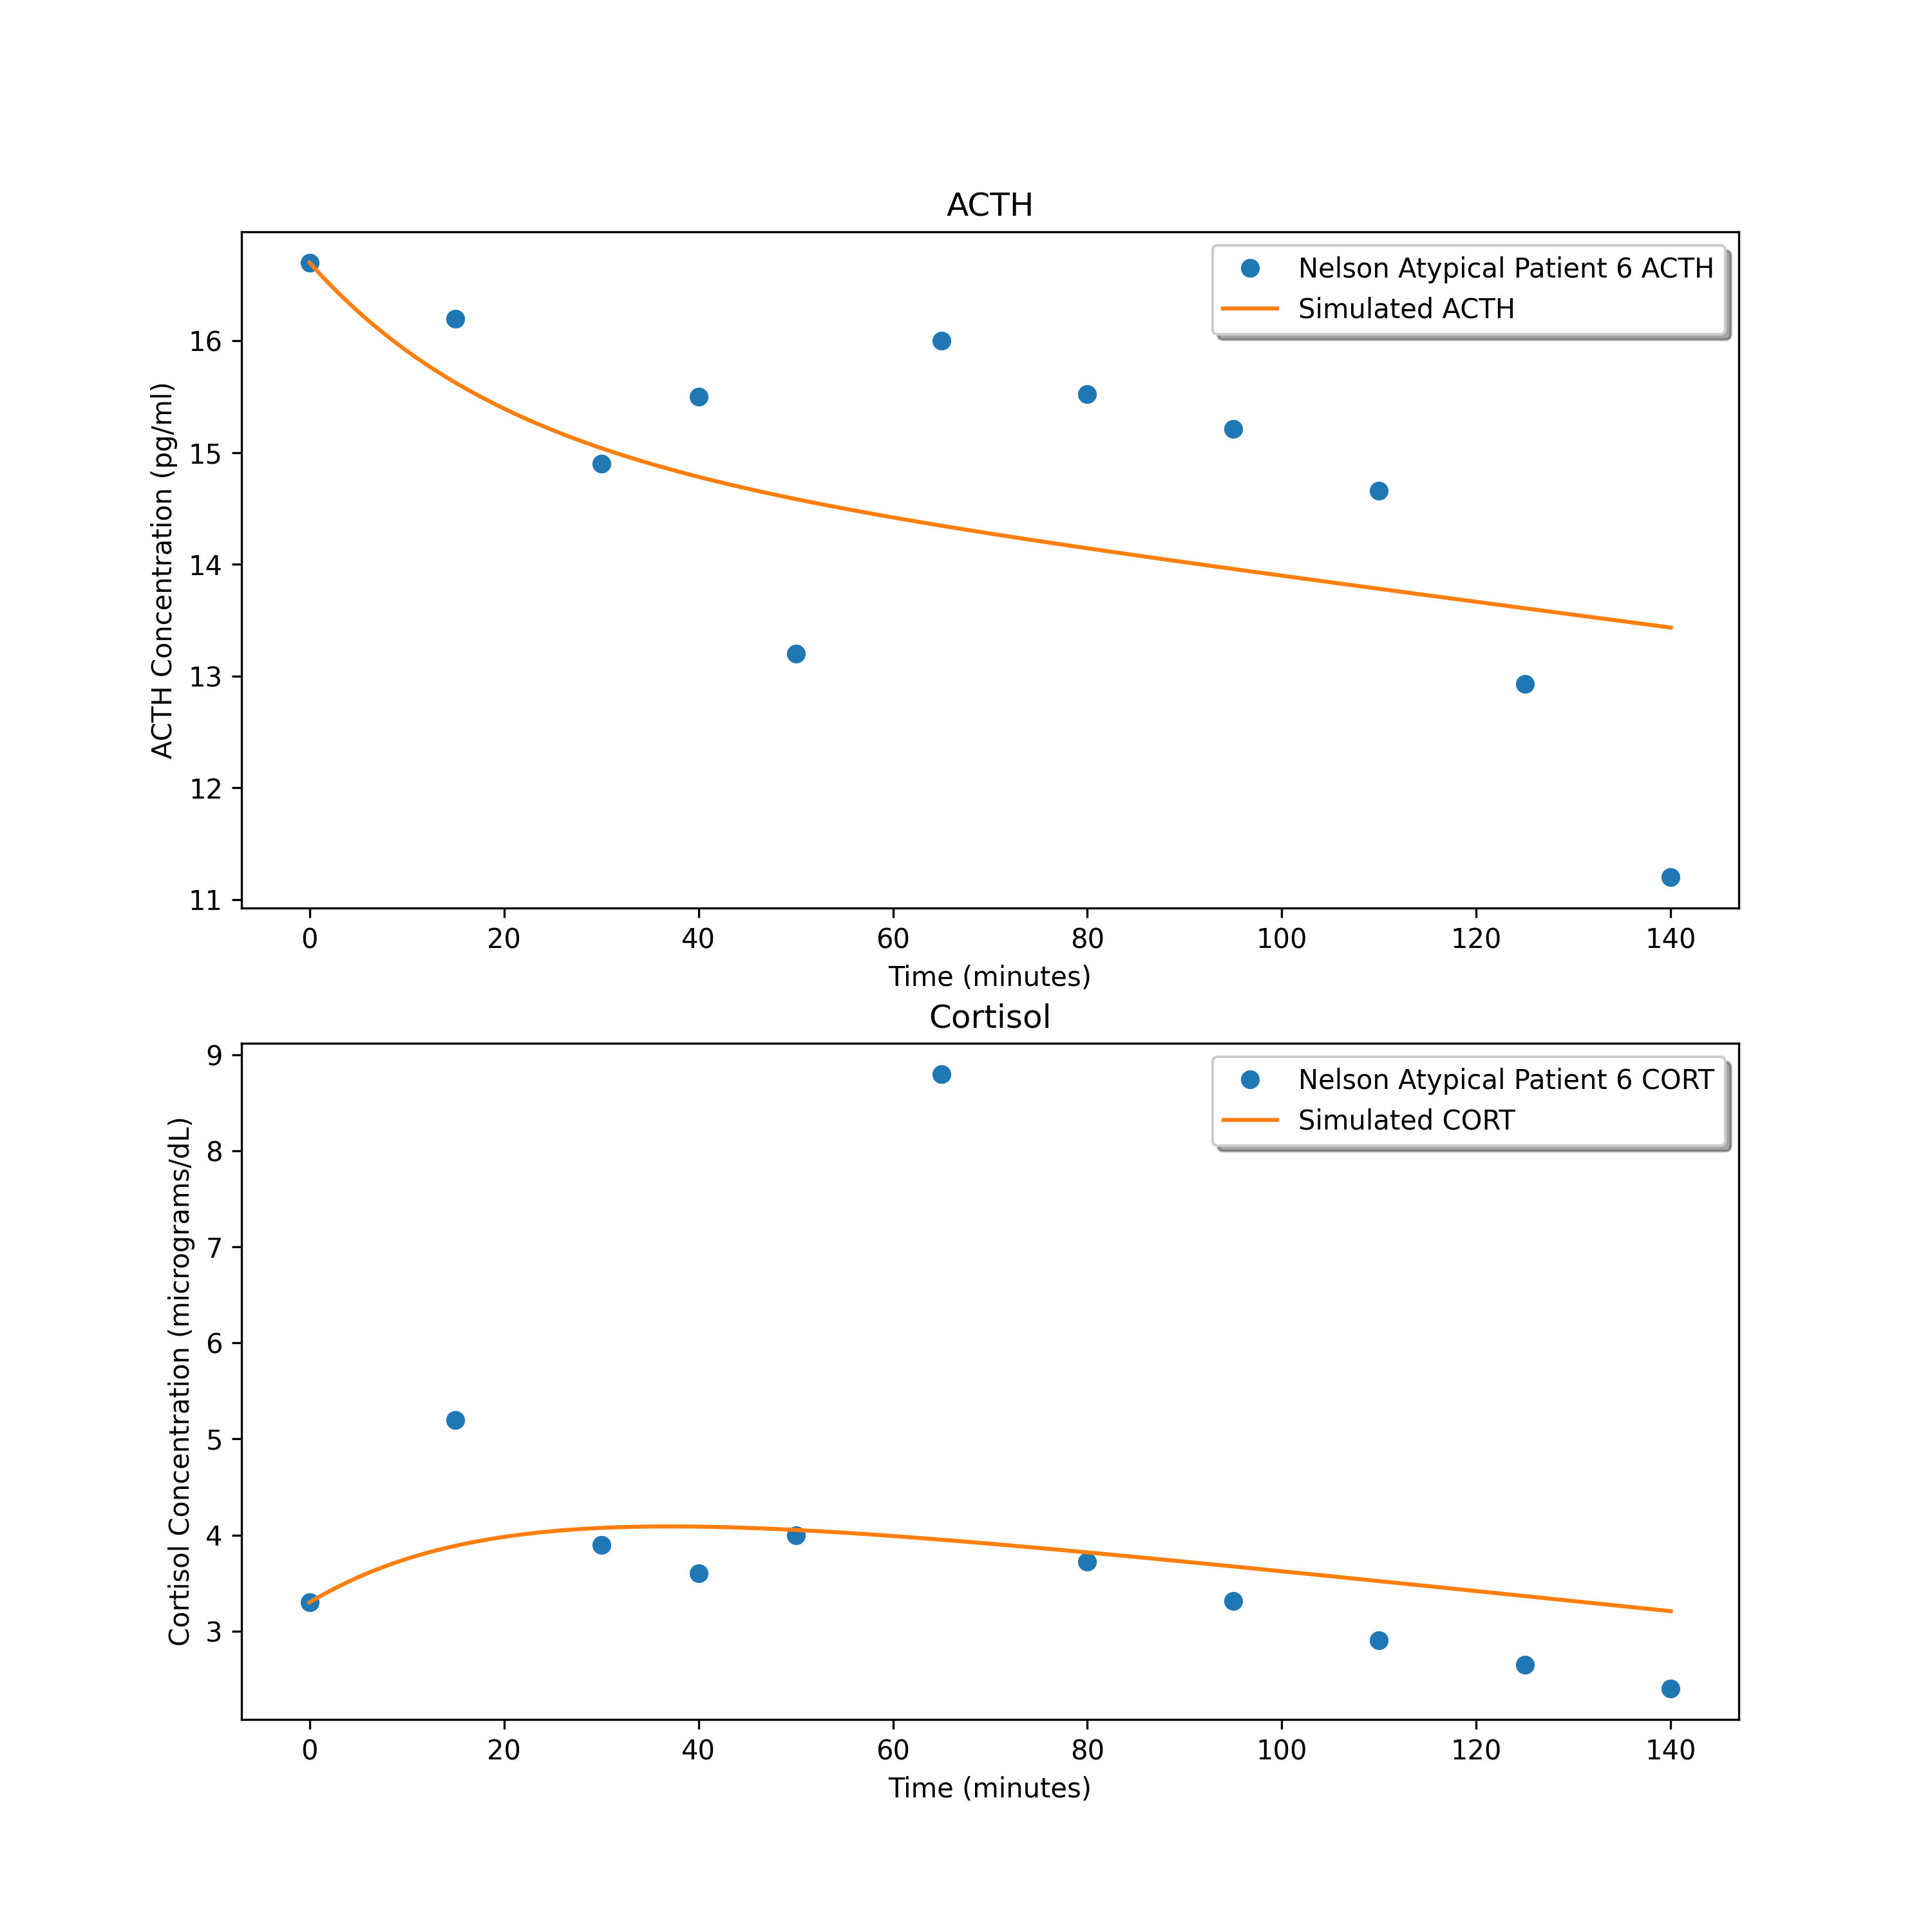 ACTH
Nelson Atypical Patient 6 ACTH
Simulated ACTH
ACTH Concentration (pg/ml)
16
15
14
13
12
11
0 20 40 60 80 100 120 140
Time (minutes)
Cortisol
Nelson Atypical Patient 6 CORT
Simulated CORT
Cortisol Concentration (micrograms/dL)
9
8
7
6
5
4
3
0 20 40 60 80 100 120 140
Time (minutes)